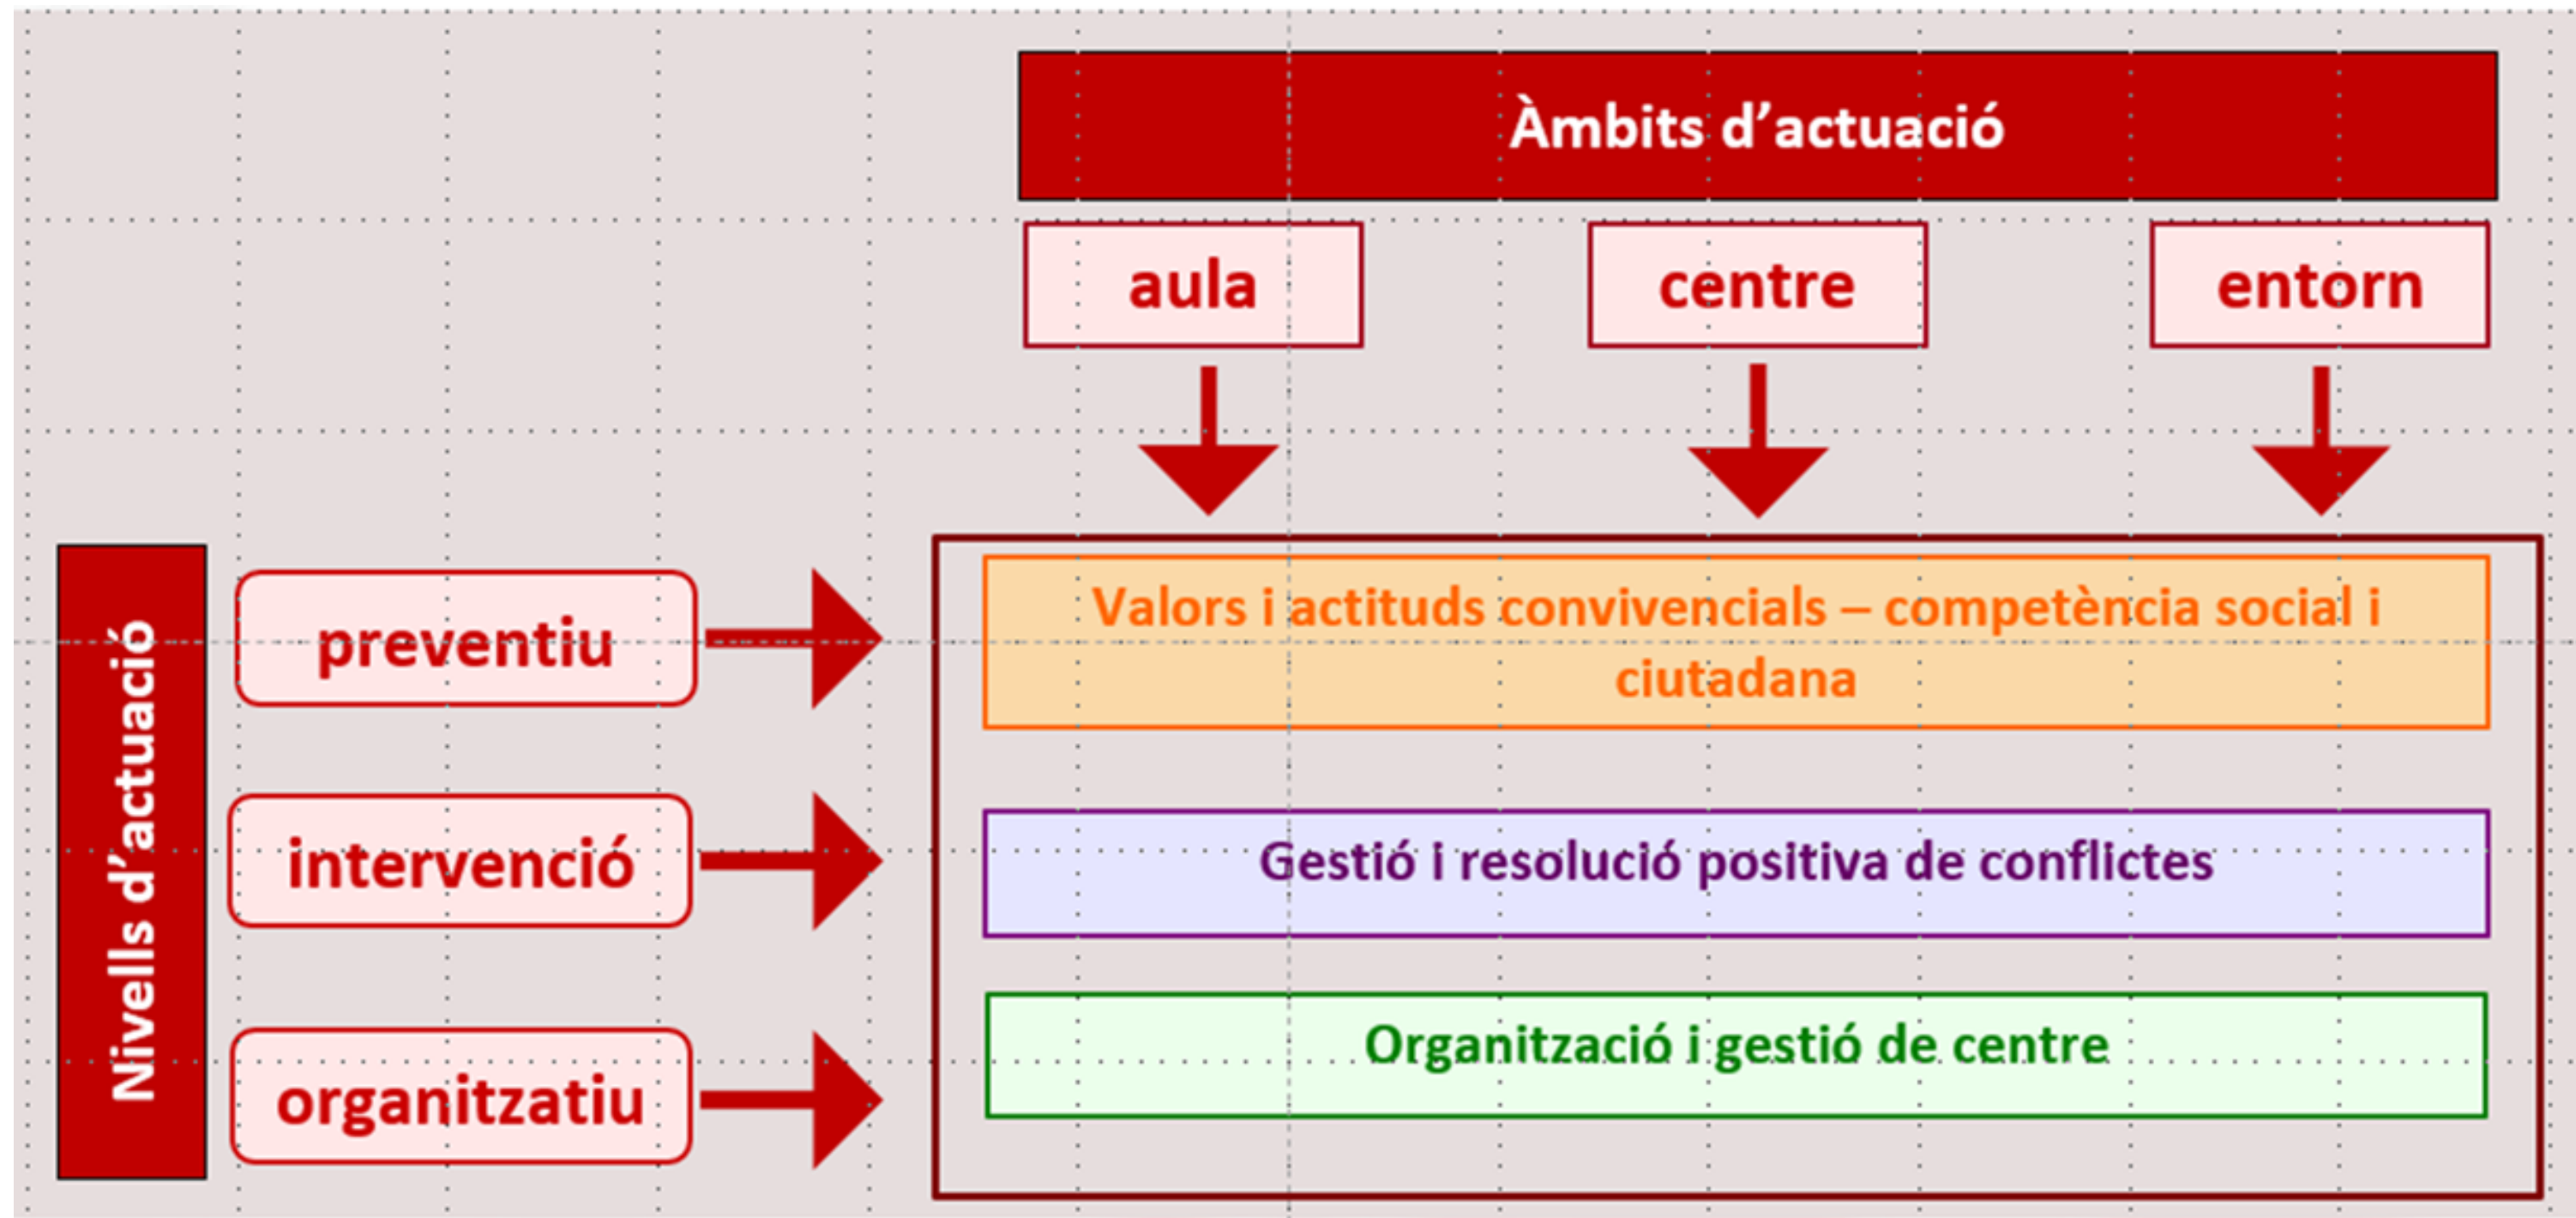 Àmbits d’actuació
aula
centre
entorn
Nivells d’actuació
preventiu
Valors i actituds convivencials – competència social i
ciutadana
intervenció
Gestió i resolució positiva de conflictes
organitzatiu
Organització i gestió de centre